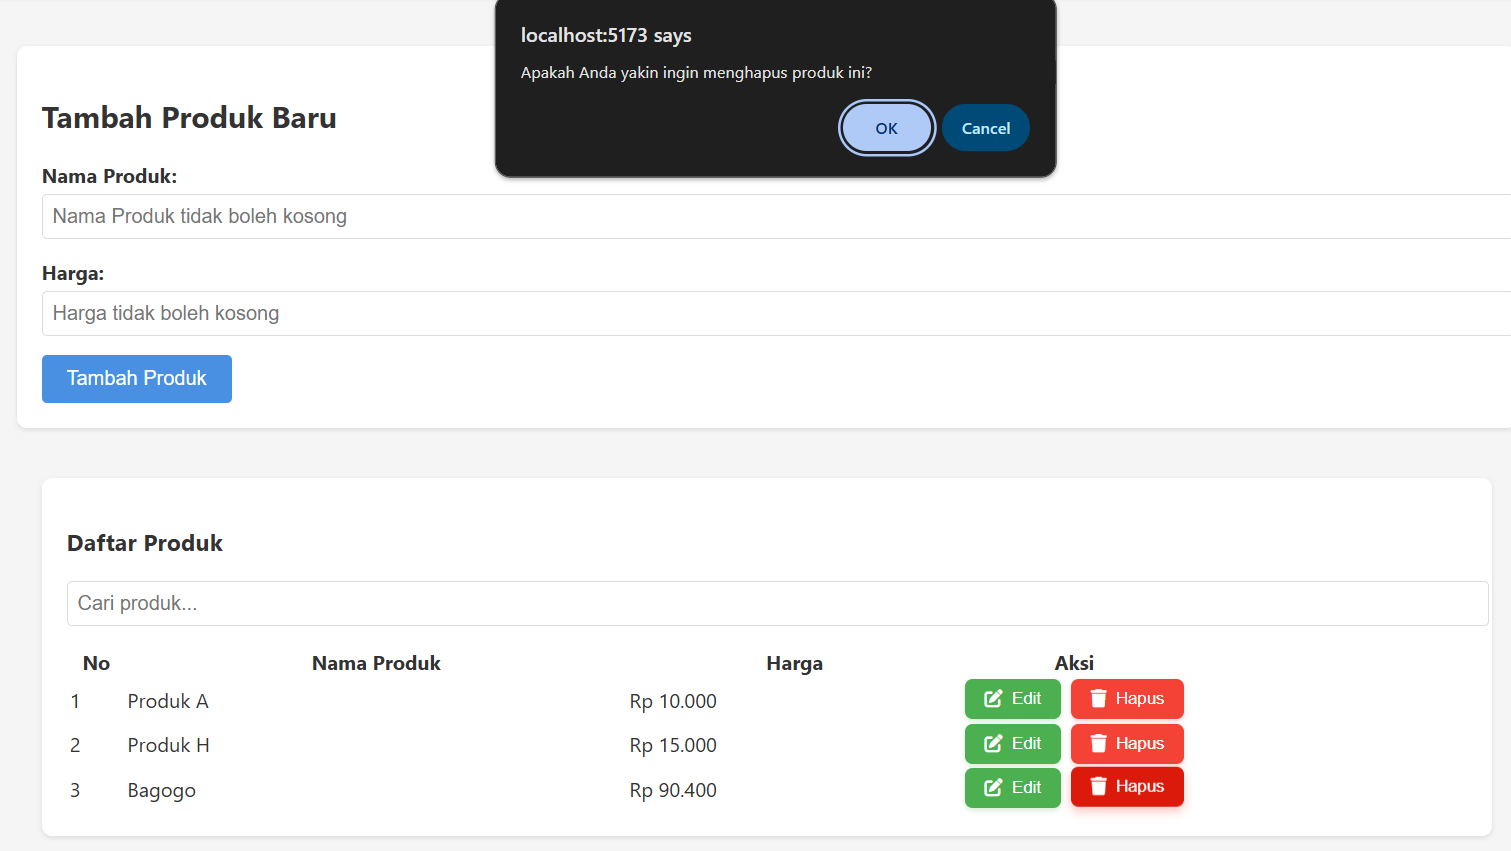 localhost:5173 says
Apakah Anda yakin ingin menghapus produk ini?
OK Cancel
Tambah Produk Baru
Nama Produk:
Nama Produk tidak boleh kosong
Harga:
Harga tidak boleh kosong
Tambah Produk
Daftar Produk
Cari produk...
No Nama Produk Harga Aksi
1 Produk A Rp 10.000 Edit Hapus
2 Produk H Rp 15.000 Edit Hapus
3 Bagogo Rp 90.400 Edit Hapus